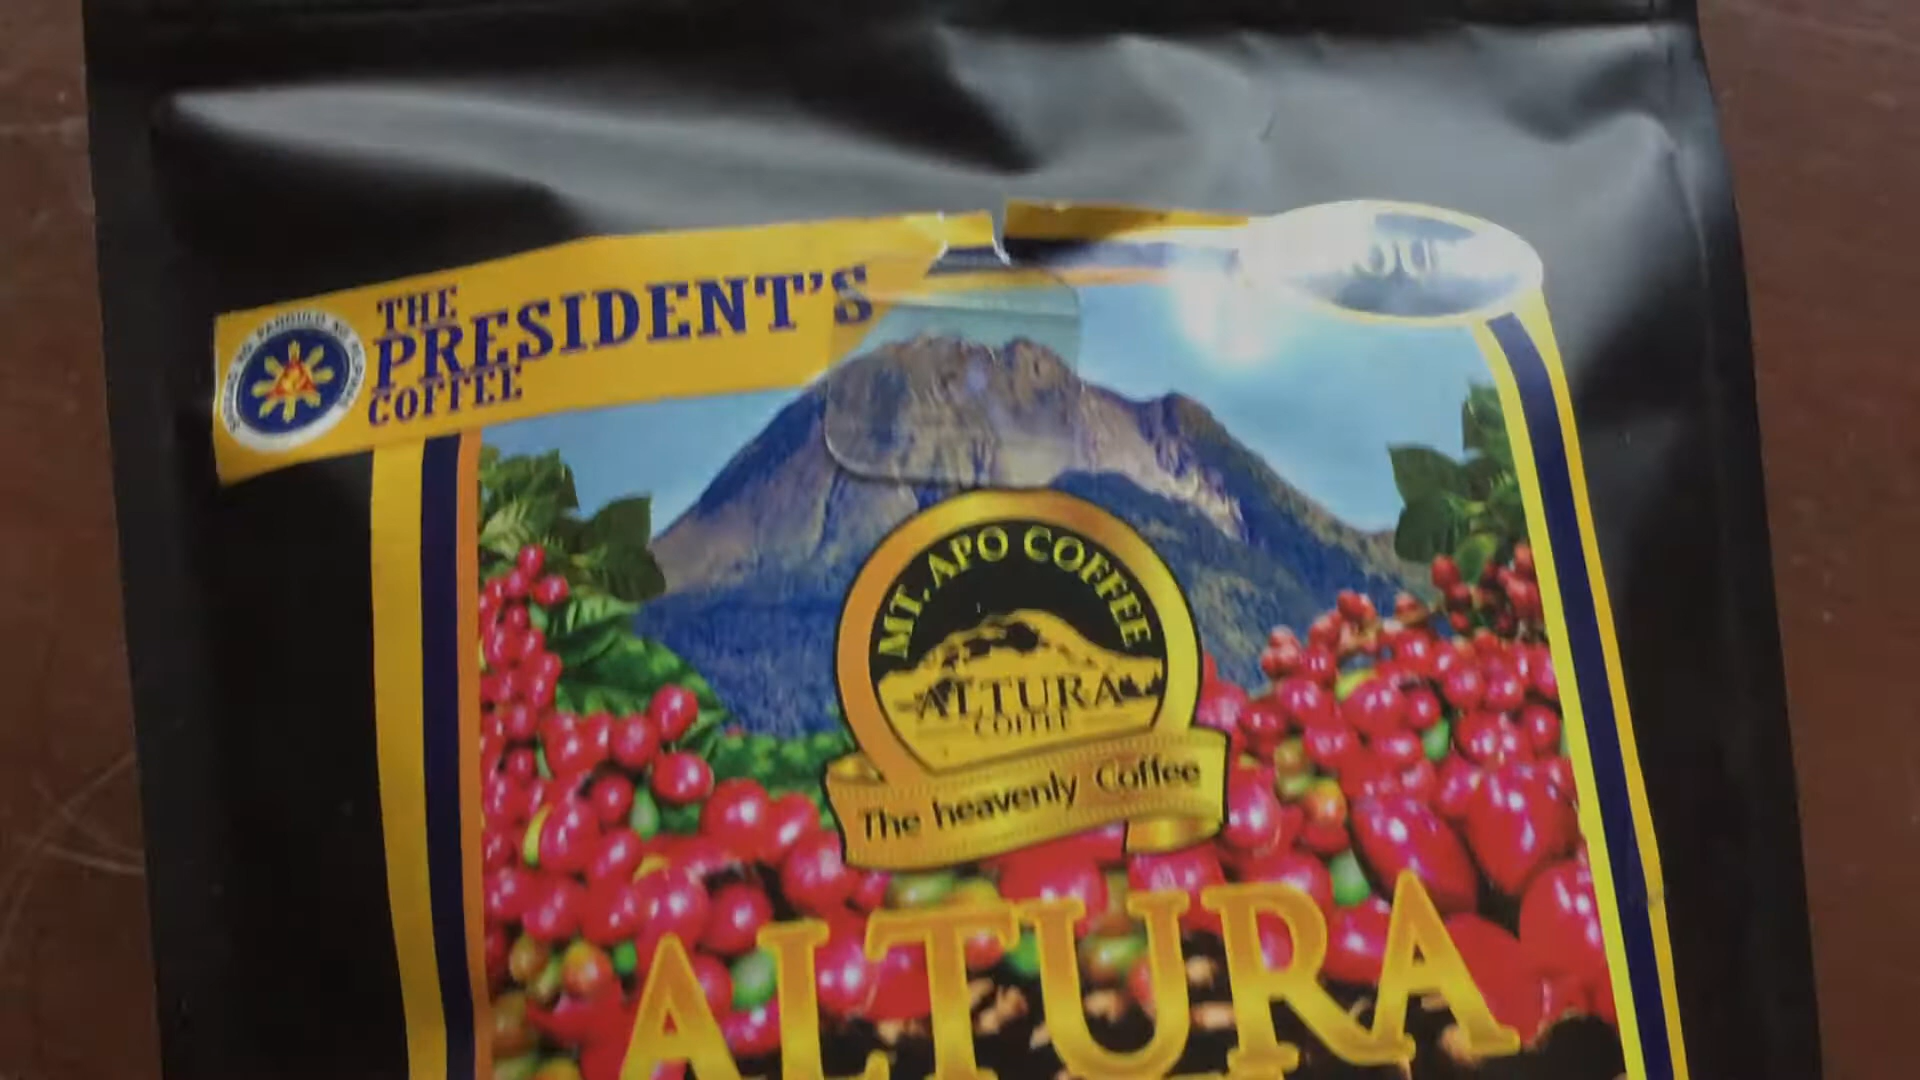 THE
PRESIDENT'S
COFFEE
MT. APO COFFEE
ALTURA
COFFEE
The heavenly Coffee
ALTURA